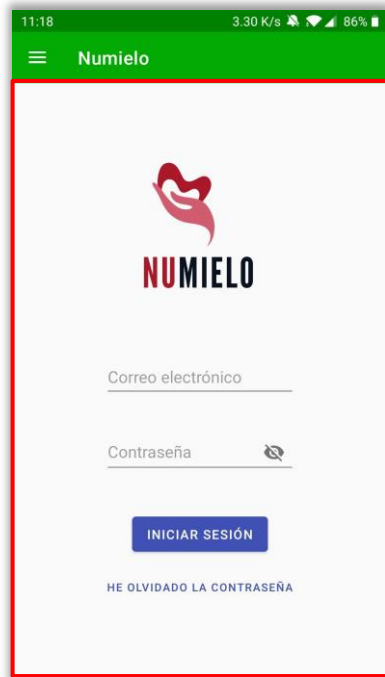 11:18 3.30 K/s 86%
Numielo
NUMIELO
Correo electrónico
Contraseña
INICIAR SESIÓN
HE OLVIDADO LA CONTRASEÑA